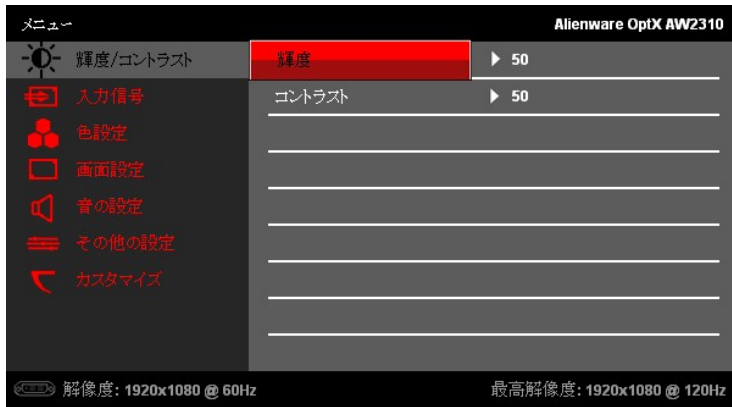 メニュー Alienware OptX AW2310
輝度/コントラスト 輝度 50
入力信号 コントラスト 50
色設定
画面設定
音の設定
その他の設定
カスタマイズ
解像度: 1920x1080 @ 60Hz 最高解像度: 1920x1080 @ 120Hz